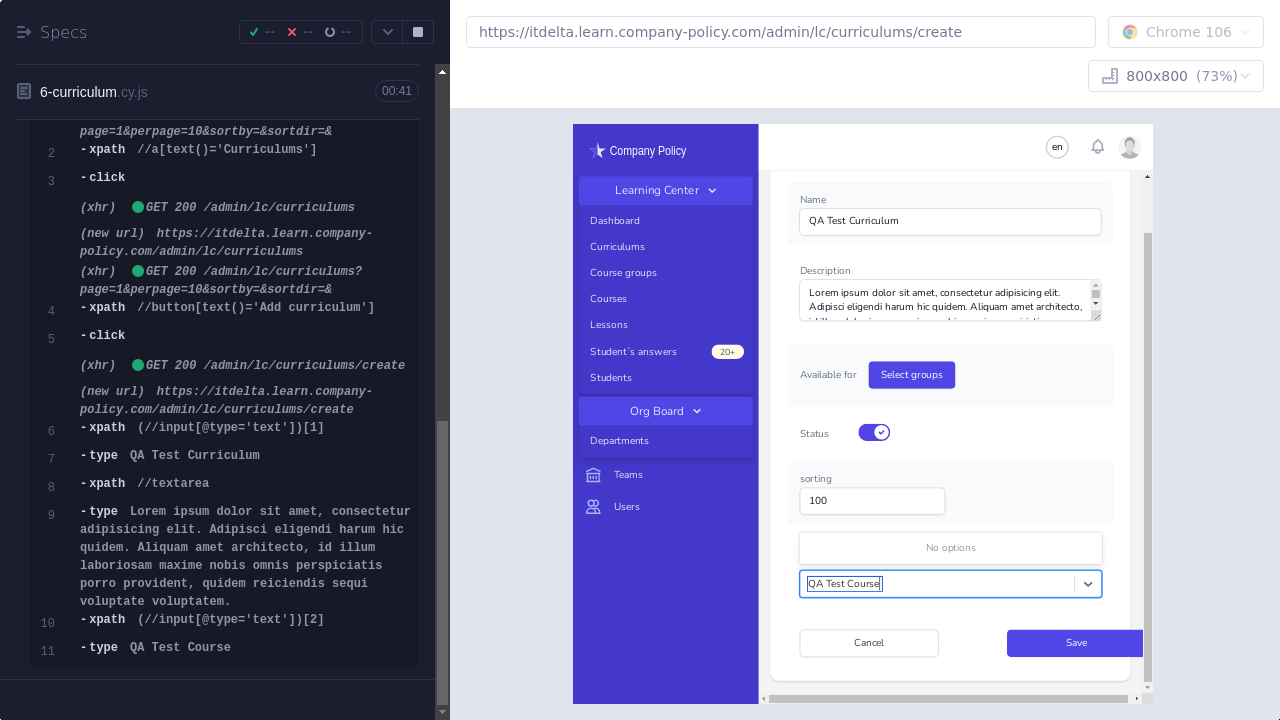 Specs
--
--
--
6-curriculum.cy.js
00:41
page=1&perpage=10&sortby=&sortdir=&
2 -xpath //a[text()='Curriculums']
3 -click
(xhr) GET 200 /admin/lc/curriculums
(new url) https://itdelta.learn.company-
policy.com/admin/lc/curriculums
(xhr) GET 200 /admin/lc/curriculums?
page=1&perpage=10&sortby=&sortdir=&
4 -xpath //button[text()='Add curriculum']
5 -click
(xhr) GET 200 /admin/lc/curriculums/create
(new url) https://itdelta.learn.company-
policy.com/admin/lc/curriculums/create
6 -xpath (//input[@type='text'])[1]
7 -type QA Test Curriculum
8 -xpath //textarea
9 -type Lorem ipsum dolor sit amet, consectetur
adipisicing elit. Adipisci eligendi harum hic
quidem. Aliquam amet architecto, id illum
laboriosam maxime nobis omnis perspiciatis
porro provident, quidem reiciendis sequi
voluptate voluptatem.
10 -xpath (//input[@type='text'])[2]
11 -type QA Test Course
https://itdelta.learn.company-policy.com/admin/lc/curriculums/create
Chrome 106
800x800 (73%)
Company Policy
en
Learning Center
Dashboard
Curriculums
Course groups
Courses
Lessons
Student`s answers 20+
Students
Org Board
Departments
Teams
Users
Name
QA Test Curriculum
Description
Lorem ipsum dolor sit amet, consectetur adipisicing elit.
Adipisci eligendi harum hic quidem. Aliquam amet architecto,
Available for Select groups
Status
sorting
100
No options
QA Test Course
Cancel
Save